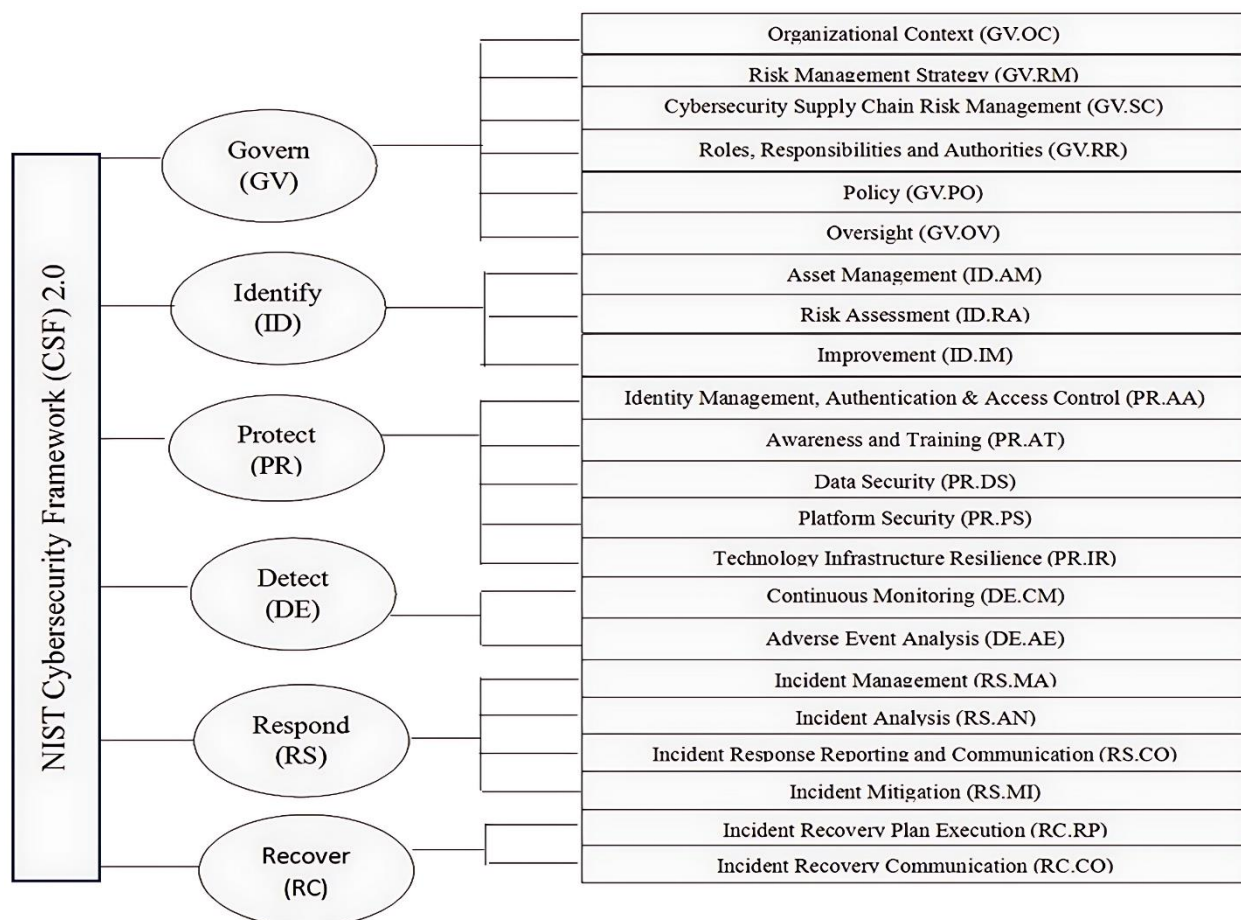 NIST Cybersecurity Framework (CSF) 2.0
Govern
(GV)
Organizational Context (GV.OC)
Risk Management Strategy (GV.RM)
Cybersecurity Supply Chain Risk Management (GV.SC)
Roles, Responsibilities and Authorities (GV.RR)
Policy (GV.PO)
Oversight (GV.OV)
Identify
(ID)
Asset Management (ID.AM)
Risk Assessment (ID.RA)
Improvement (ID.IM)
Protect
(PR)
Identity Management, Authentication & Access Control (PR.AA)
Awareness and Training (PR.AT)
Data Security (PR.DS)
Platform Security (PR.PS)
Technology Infrastructure Resilience (PR.IR)
Detect
(DE)
Continuous Monitoring (DE.CM)
Adverse Event Analysis (DE.AE)
Respond
(RS)
Incident Management (RS.MA)
Incident Analysis (RS.AN)
Incident Response Reporting and Communication (RS.CO)
Incident Mitigation (RS.MI)
Recover
(RC)
Incident Recovery Plan Execution (RC.RP)
Incident Recovery Communication (RC.CO)